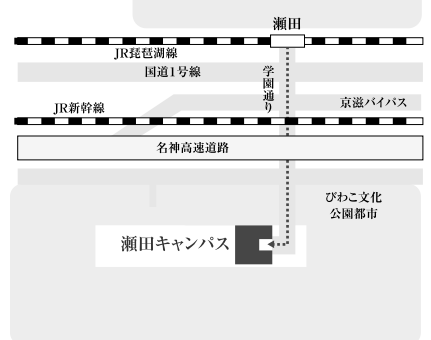 瀬田
JR琵琶湖線
国道1号線
学園通り
京滋バイパス
JR新幹線
名神高速道路
びわこ文化
公園都市
瀬田キャンパス